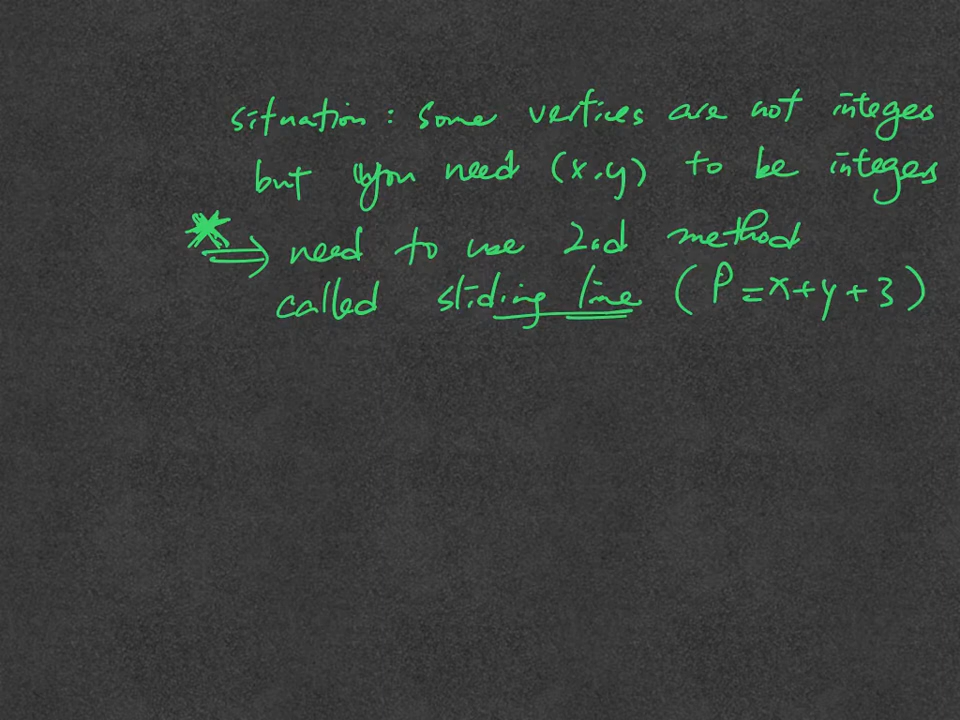 situation : some vertices are not integes
but you need (x,y) to be integers
* ⇒ need to use 2nd method
called sliding line (P=x+y+3)